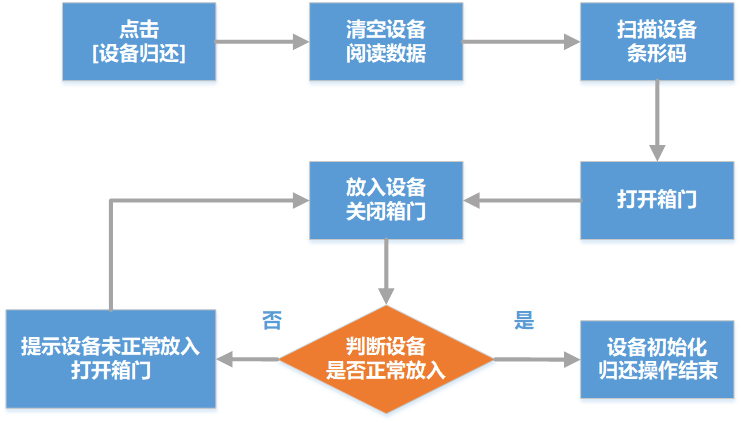 点击
[设备归还]
清空设备
阅读数据
扫描设备
条形码
打开箱门
放入设备
关闭箱门
判断设备
是否正常放入
否
提示设备未正常放入
打开箱门
是
设备初始化
归还操作结束